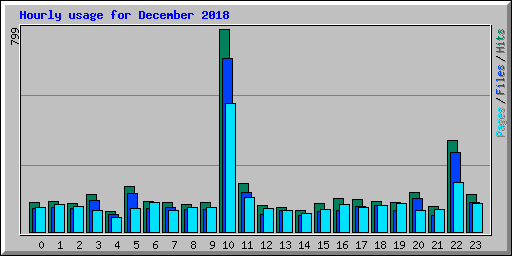 Hourly usage for December 2018
799
Pages/Files/Hits
0 1 2 3 4 5 6 7 8 9 10 11 12 13 14 15 16 17 18 19 20 21 22 23